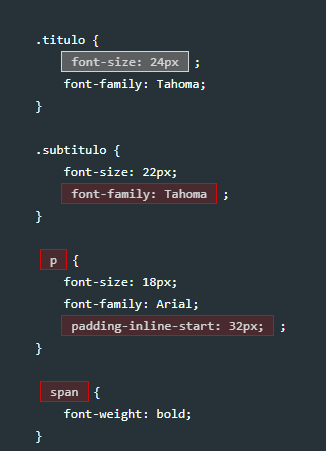 .titulo {
font-size: 24px ;
font-family: Tahoma;
}
.subtitulo {
font-size: 22px;
font-family: Tahoma ;
}
p {
font-size: 18px;
font-family: Arial;
padding-inline-start: 32px; ;
}
span {
font-weight: bold;
}